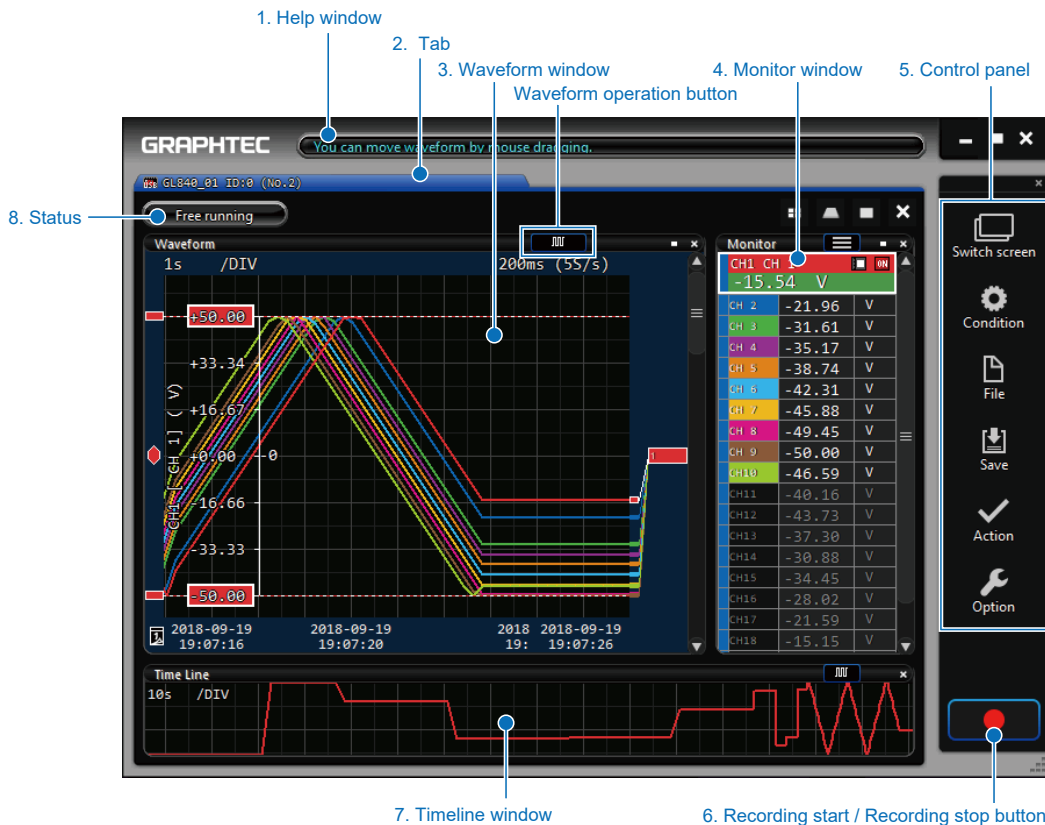 1. Help window
2. Tab
3. Waveform window
4. Monitor window
5. Control panel
Waveform operation button
GRAPHTEC
You can move waveform by mouse dragging.
USB GL840_01 ID:0 (No.2)
8. Status
Free running
Waveform
1s /DIV
200ms (5S/s)
+50.00
+33.34
+16.67
+0.00
0
-16.66
-33.33
-50.00
CH1 [ CH 1] ( V)
1
2018-09-19
19:07:16
2018-09-19
19:07:20
2018
19:
2018-09-19
19:07:26
Monitor
CH1 CH 1 ON
-15.54 V
CH 2 -21.96 V
CH 3 -31.61 V
CH 4 -35.17 V
CH 5 -38.74 V
CH 6 -42.31 V
CH 7 -45.88 V
CH 8 -49.45 V
CH 9 -50.00 V
CH10 -46.59 V
CH11 -40.16 V
CH12 -43.73 V
CH13 -37.30 V
CH14 -30.88 V
CH15 -34.45 V
CH16 -28.02 V
CH17 -21.59 V
CH18 -15.15 V
Switch screen
Condition
File
Save
Action
Option
Time Line
10s /DIV
7. Timeline window
6. Recording start / Recording stop button